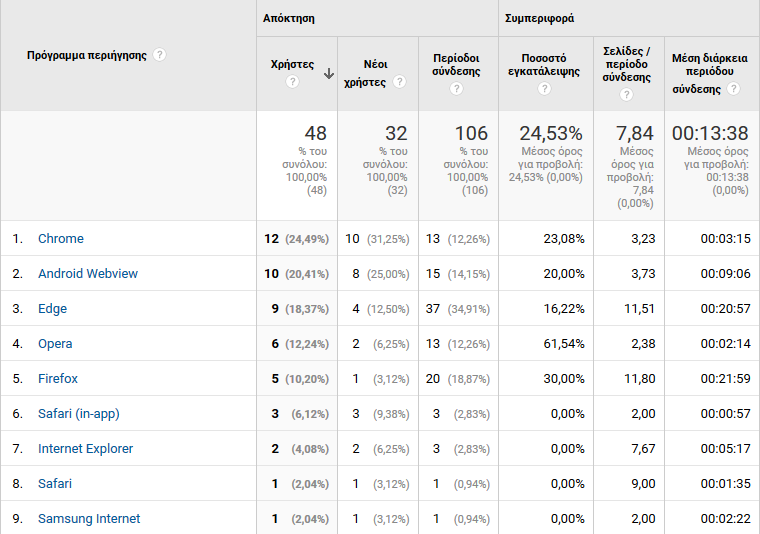 Απόκτηση Συμπεριφορά
Πρόγραμμα περιήγησης ? Χρήστες ? Νέοι χρήστες ? Περίοδοι σύνδεσης ? Ποσοστό εγκατάλειψης ? Σελίδες / περίοδο σύνδεσης ? Μέση διάρκεια περιόδου σύνδεσης ?
48 32 106 24,53% 7,84 00:13:38
% του συνόλου: 100,00% (48) % του συνόλου: 100,00% (32) % του συνόλου: 100,00% (106) Μέσος όρος για προβολή: 24,53% (0,00%) Μέσος όρος για προβολή: 7,84 (0,00%) Μέσος όρος για προβολή: 00:13:38 (0,00%)
1. Chrome 12 (24,49%) 10 (31,25%) 13 (12,26%) 23,08% 3,23 00:03:15
2. Android Webview 10 (20,41%) 8 (25,00%) 15 (14,15%) 20,00% 3,73 00:09:06
3. Edge 9 (18,37%) 4 (12,50%) 37 (34,91%) 16,22% 11,51 00:20:57
4. Opera 6 (12,24%) 2 (6,25%) 13 (12,26%) 61,54% 2,38 00:02:14
5. Firefox 5 (10,20%) 1 (3,12%) 20 (18,87%) 30,00% 11,80 00:21:59
6. Safari (in-app) 3 (6,12%) 3 (9,38%) 3 (2,83%) 0,00% 2,00 00:00:57
7. Internet Explorer 2 (4,08%) 2 (6,25%) 3 (2,83%) 0,00% 7,67 00:05:17
8. Safari 1 (2,04%) 1 (3,12%) 1 (0,94%) 0,00% 9,00 00:01:35
9. Samsung Internet 1 (2,04%) 1 (3,12%) 1 (0,94%) 0,00% 2,00 00:02:22